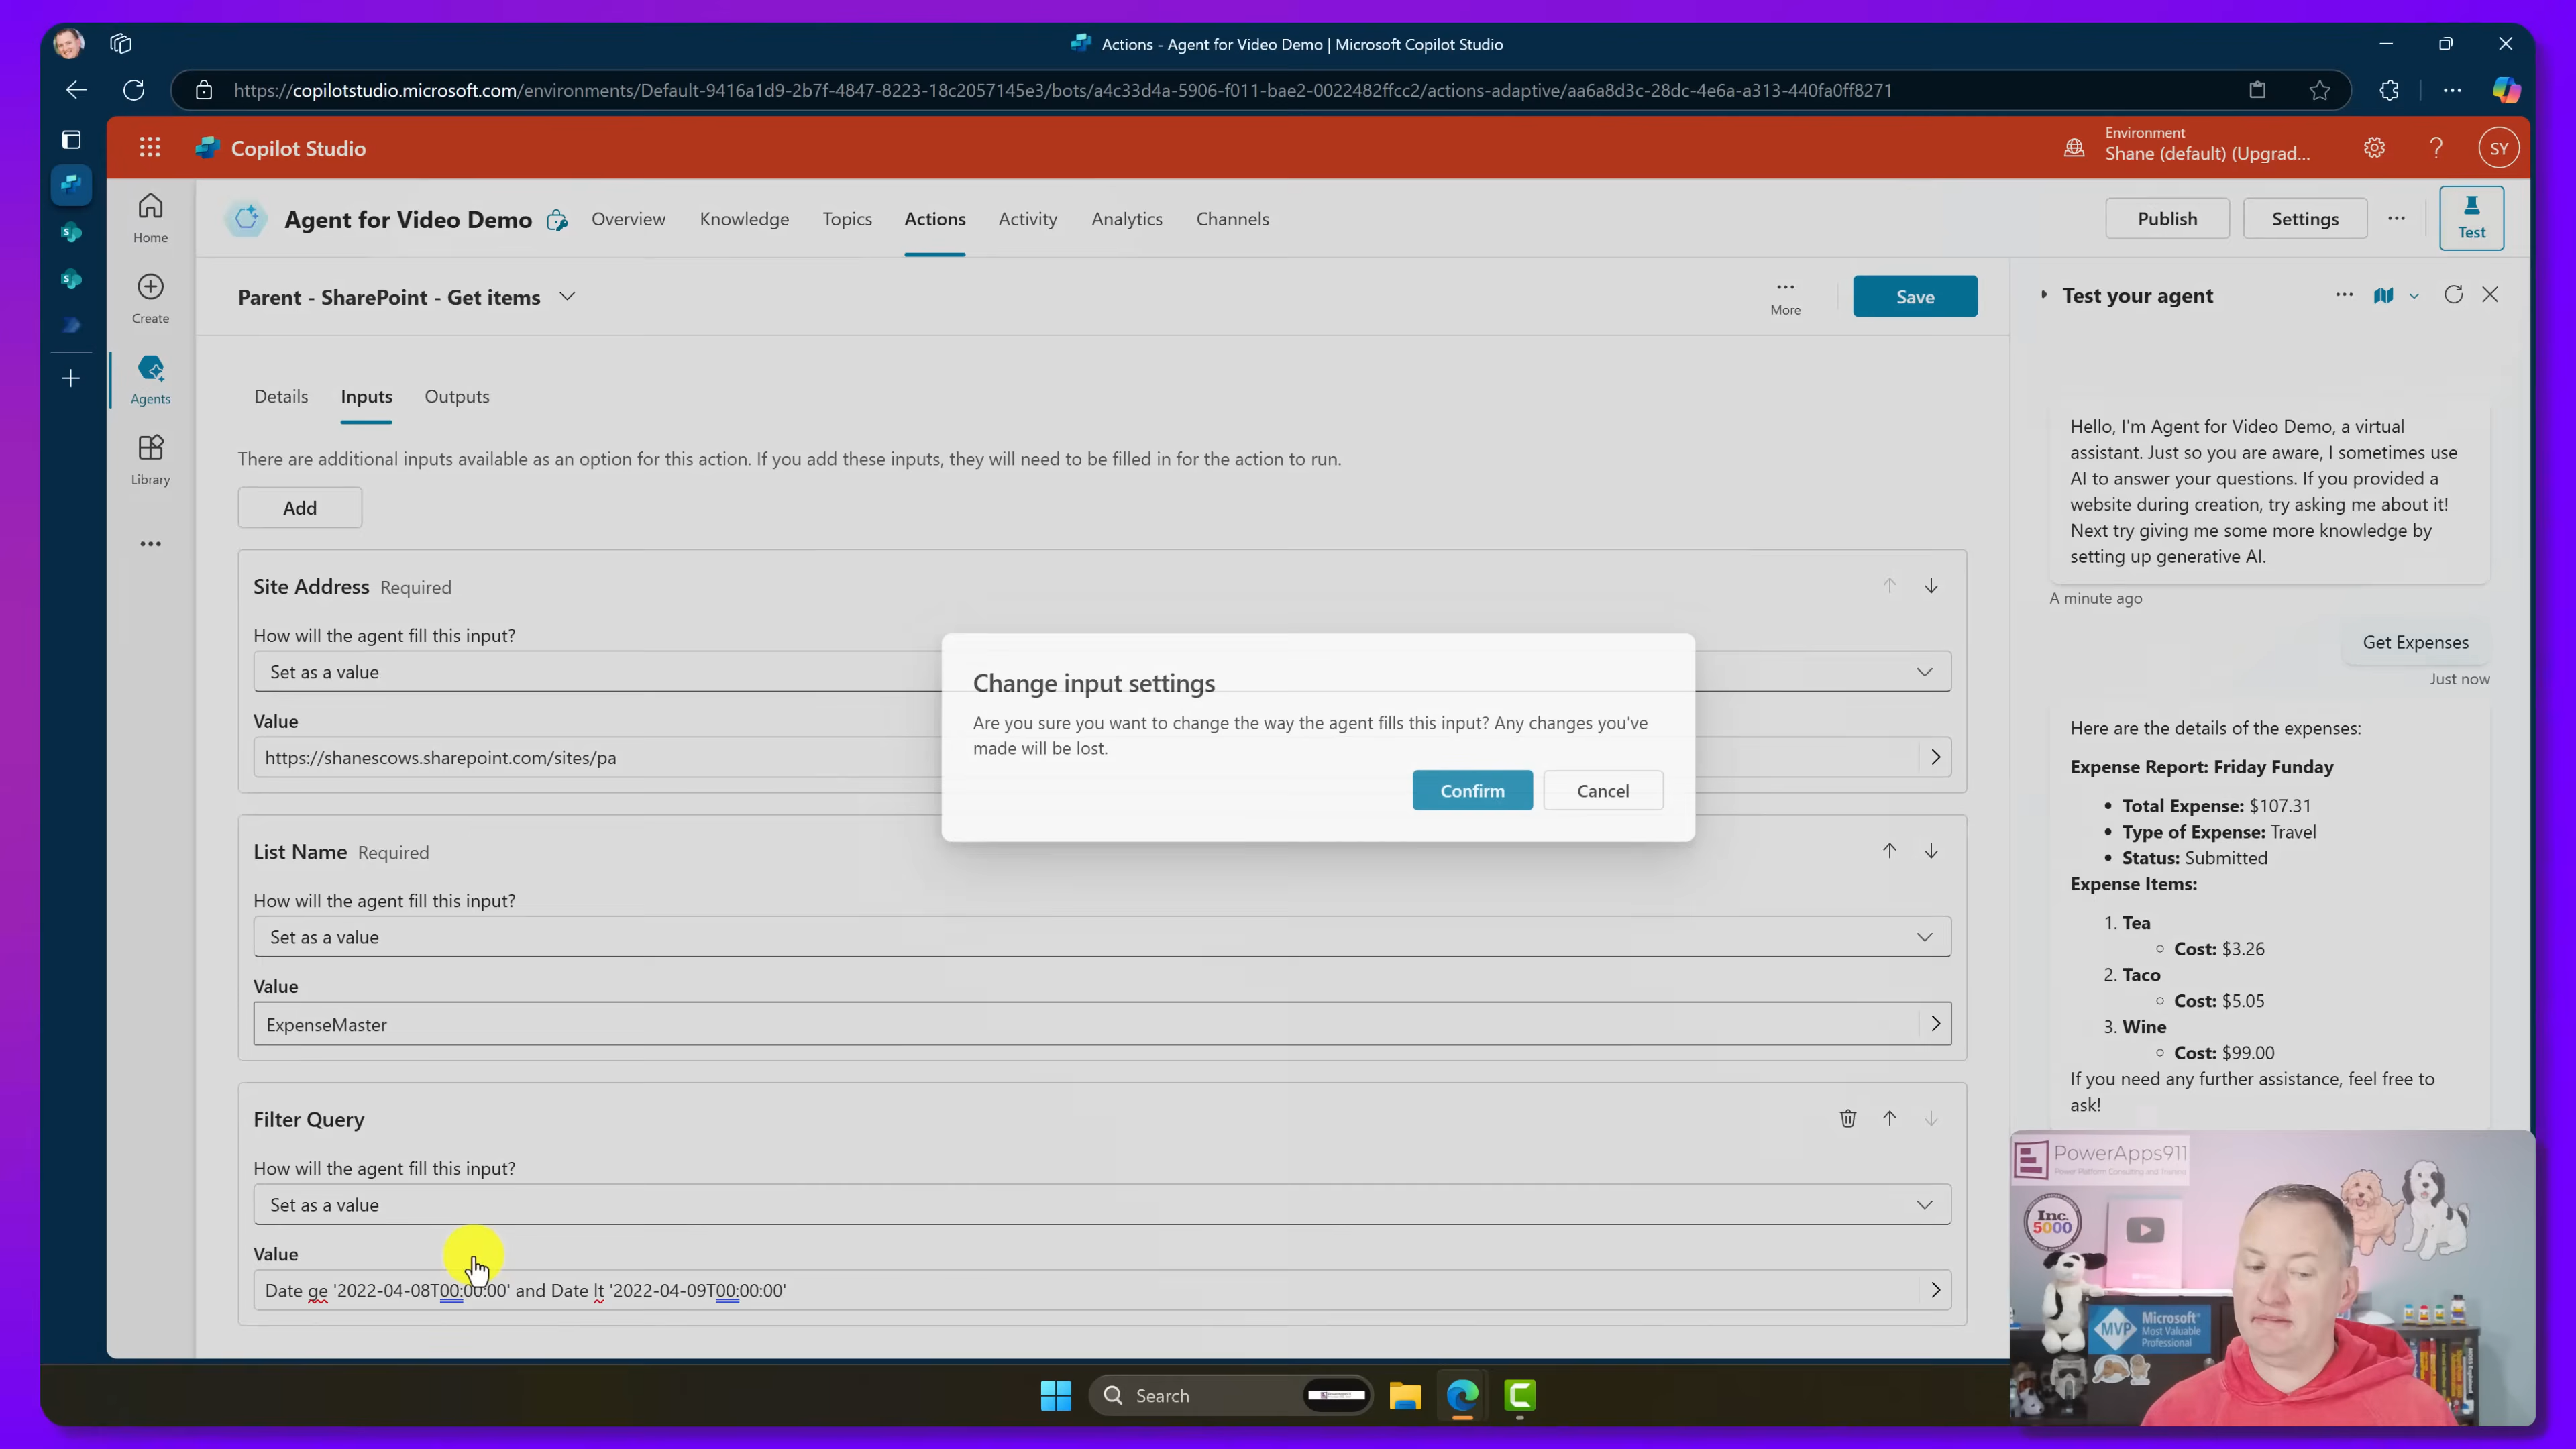 Actions - Agent for Video Demo | Microsoft Copilot Studio
https://copilotstudio.microsoft.com/environments/Default-9416a1d9-2b7f-4847-8223-18c2057145e3/bots/a4c33d4a-5906-f011-bae2-0022482ffcc2/actions-adaptive/aa6a8d3c-28dc-4e6a-a313-440fa0ff8271
Copilot Studio
Environment
Shane (default) (Upgrad...
SY
Home
Create
Agents
Library
Agent for Video Demo
Overview
Knowledge
Topics
Actions
Activity
Analytics
Channels
Publish
Settings
Test
Parent - SharePoint - Get items
More
Save
Details
Inputs
Outputs
There are additional inputs available as an option for this action. If you add these inputs, they will need to be filled in for the action to run.
Add
Site Address Required
How will the agent fill this input?
Set as a value
Value
https://shanescows.sharepoint.com/sites/pa
List Name Required
How will the agent fill this input?
Set as a value
Value
ExpenseMaster
Filter Query
How will the agent fill this input?
Set as a value
Value
Date ge '2022-04-08T00:00:00' and Date lt '2022-04-09T00:00:00'
Change input settings
Are you sure you want to change the way the agent fills this input? Any changes you've
made will be lost.
Confirm
Cancel
Test your agent
Hello, I'm Agent for Video Demo, a virtual
assistant. Just so you are aware, I sometimes use
AI to answer your questions. If you provided a
website during creation, try asking me about it!
Next try giving me some more knowledge by
setting up generative AI.
A minute ago
Get Expenses
Just now
Here are the details of the expenses:
Expense Report: Friday Funday
• Total Expense: $107.31
• Type of Expense: Travel
• Status: Submitted
Expense Items:
1. Tea
Cost: $3.26
2. Taco
Cost: $5.05
3. Wine
Cost: $99.00
If you need any further assistance, feel free to
ask!
PowerApps911
Power Platform Consulting and Training
Inc.
5000
MVP
Microsoft
Most Valuable
Professional
Search